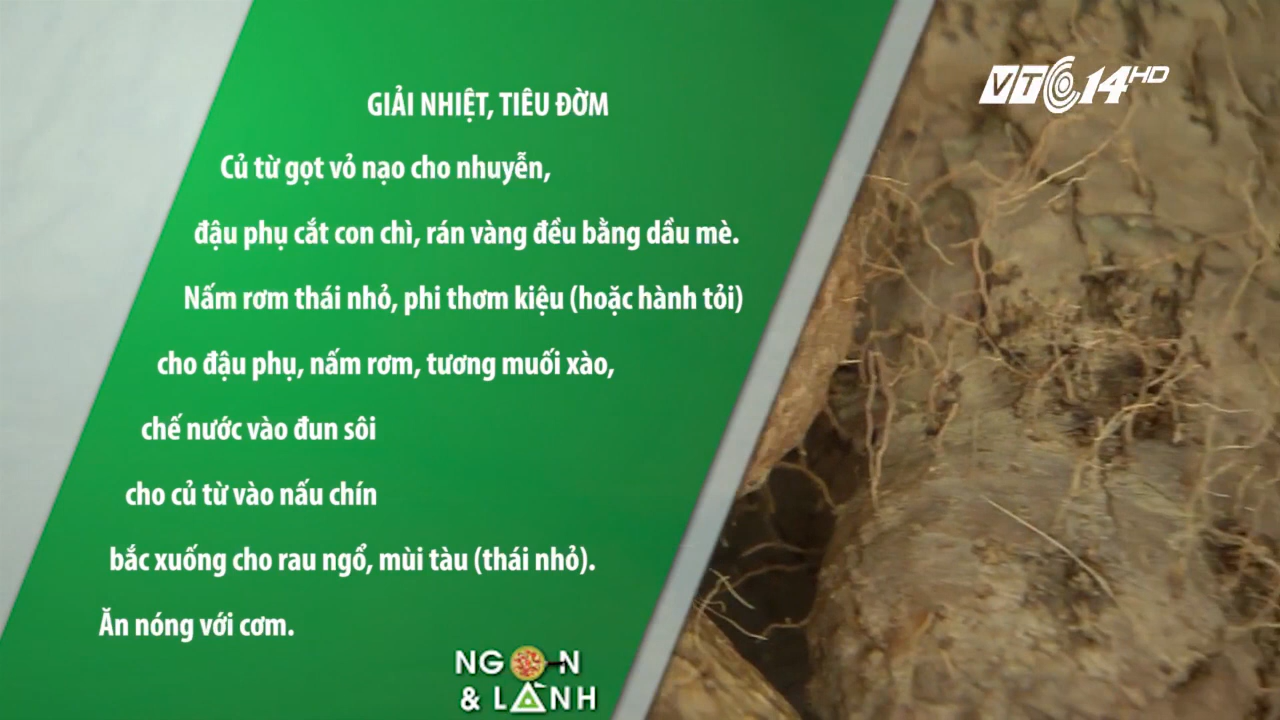 VTC14HD
GIẢI NHIỆT, TIÊU ĐỜM
Củ từ gọt vỏ nạo cho nhuyễn,
đậu phụ cắt con chì, rán vàng đều bằng dầu mè.
Nấm rơm thái nhỏ, phi thơm kiệu (hoặc hành tỏi)
cho đậu phụ, nấm rơm, tương muối xào,
chế nước vào đun sôi
cho củ từ vào nấu chín
bắc xuống cho rau ngổ, mùi tàu (thái nhỏ).
Ăn nóng với cơm.
NGON
& LÀNH